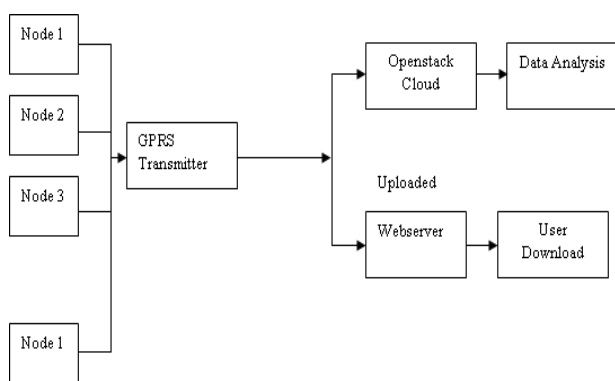 Node 1
Node 2
Node 3
Node 1
GPRS
Transmitter
Openstack
Cloud
Data Analysis
Uploaded
Webserver
User
Download